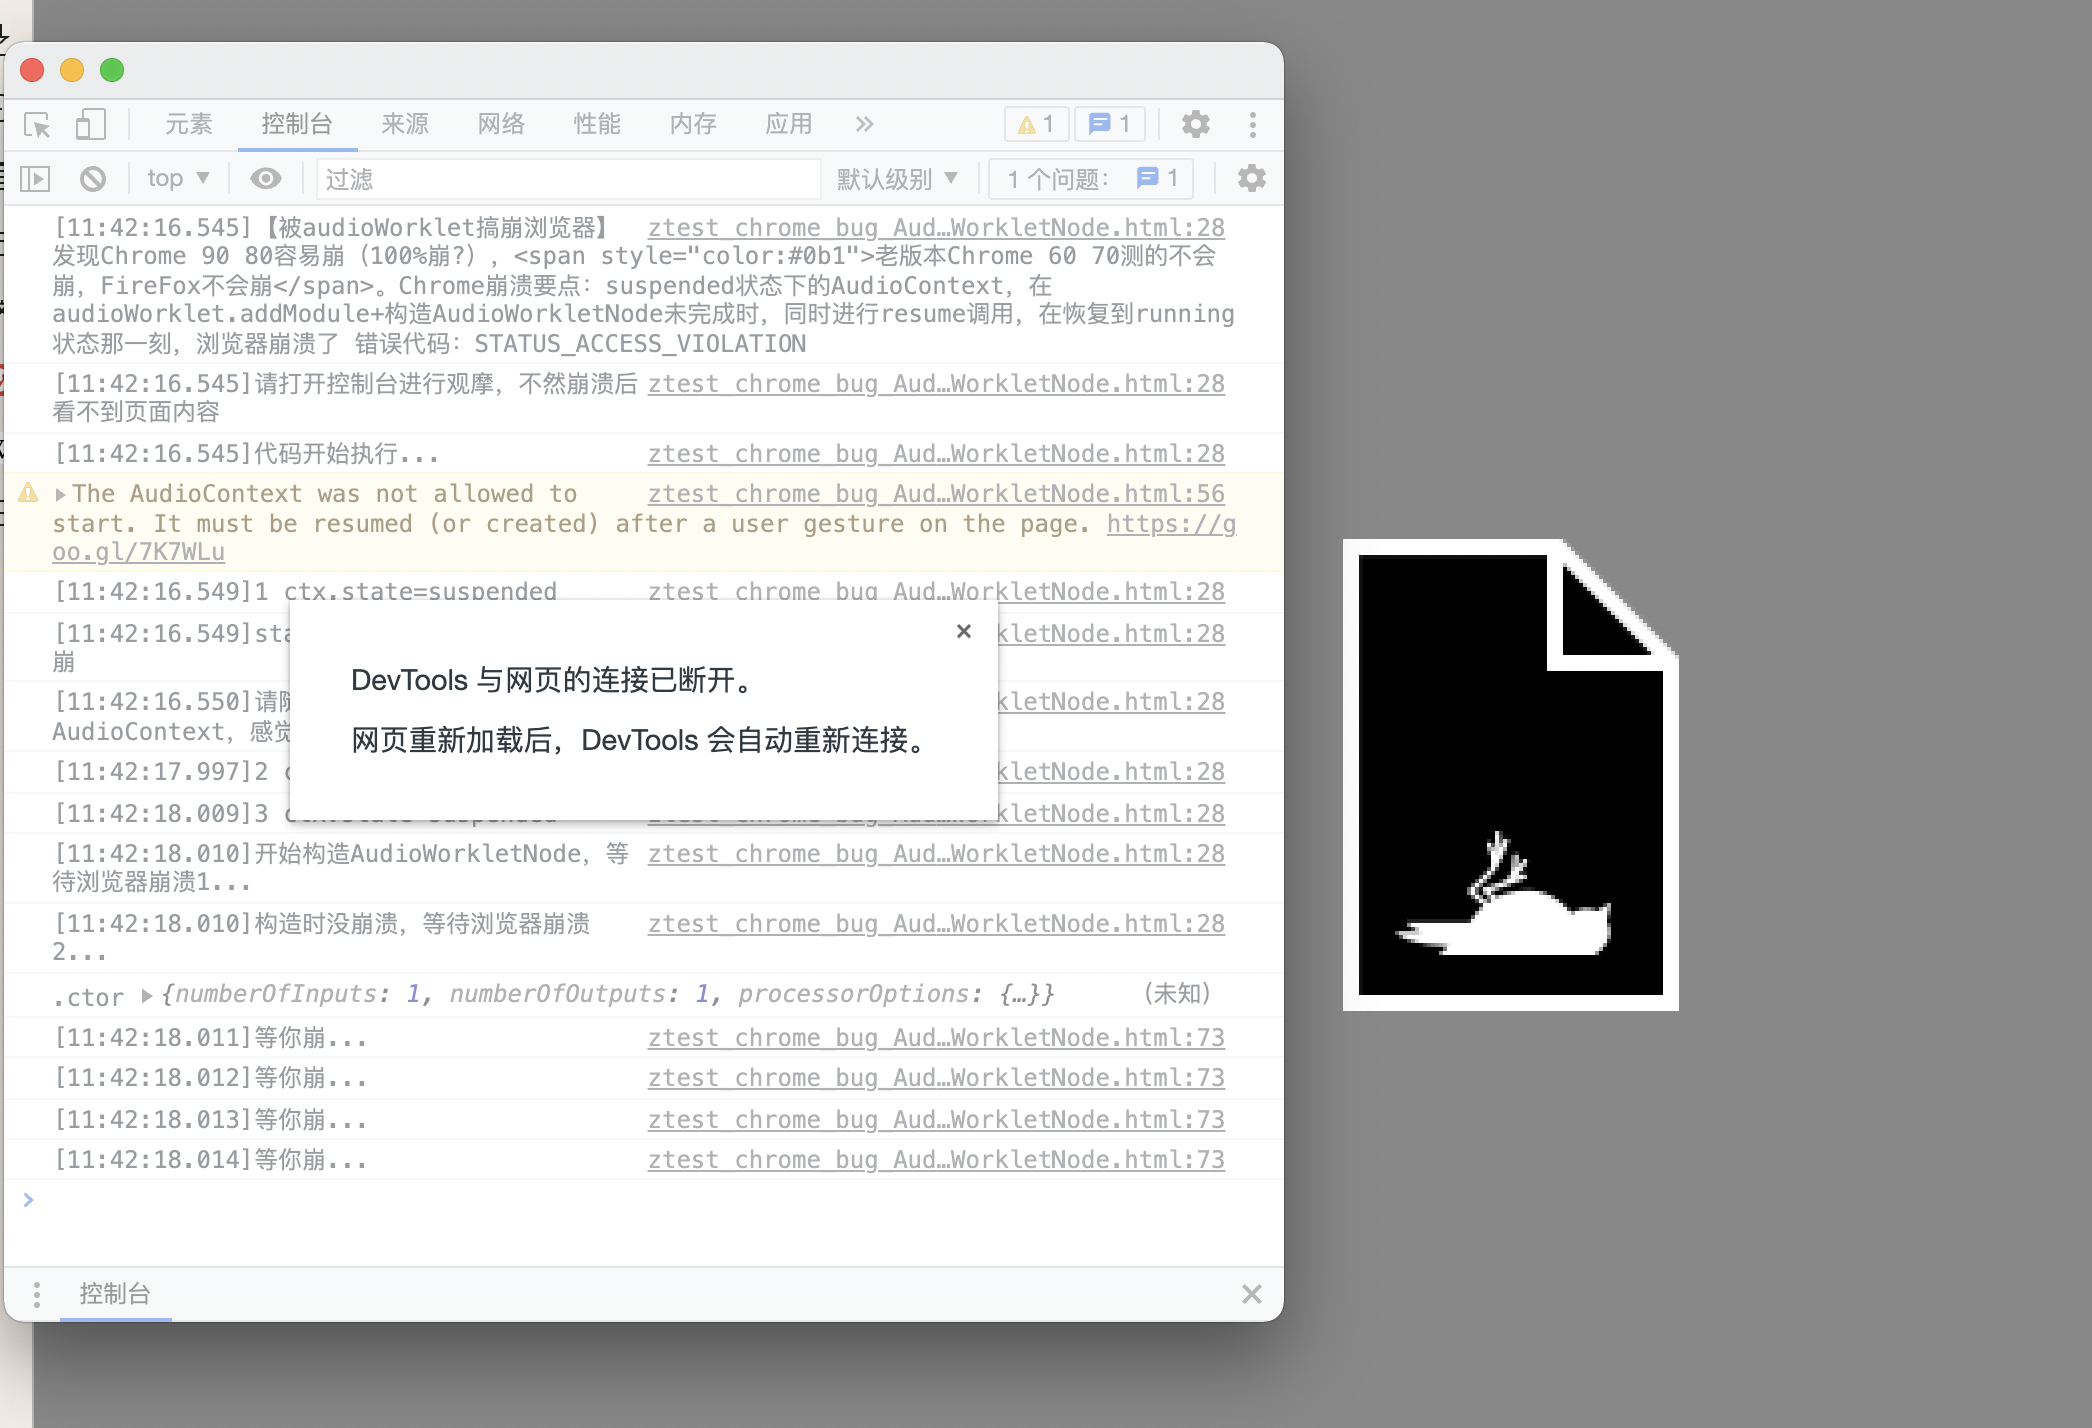 元素 控制台 来源 网络 性能 内存 应用 1 1
top 过滤 默认级别 1 个问题： 1
[11:42:16.545]【被audioWorklet搞崩浏览器】 ztest_chrome_bug_Aud…WorkletNode.html:28
发现Chrome 90 80容易崩（100%崩?），<span style="color:#0b1">老版本Chrome 60 70测的不会
崩，FireFox不会崩</span>。Chrome崩溃要点：suspended状态下的AudioContext，在
audioWorklet.addModule+构造AudioWorkletNode未完成时，同时进行resume调用，在恢复到running
状态那一刻，浏览器崩溃了 错误代码：STATUS_ACCESS_VIOLATION
[11:42:16.545]请打开控制台进行观摩，不然崩溃后 ztest_chrome_bug_Aud…WorkletNode.html:28
看不到页面内容
[11:42:16.545]代码开始执行... ztest_chrome_bug_Aud…WorkletNode.html:28
The AudioContext was not allowed to ztest_chrome_bug_Aud…WorkletNode.html:56
start. It must be resumed (or created) after a user gesture on the page. https://g
oo.gl/7K7WLu
[11:42:16.549]1 ctx.state=suspended ztest_chrome_bug_Aud…WorkletNode.html:28
[11:42:16.549]sta kletNode.html:28
崩
[11:42:16.550]请 kletNode.html:28
AudioContext，感觉
[11:42:17.997]2 kletNode.html:28
[11:42:18.009]3 ctx.state=suspended ztest_chrome_bug_Aud…WorkletNode.html:28
DevTools 与网页的连接已断开。
网页重新加载后，DevTools 会自动重新连接。
[11:42:18.010]开始构造AudioWorkletNode，等 ztest_chrome_bug_Aud…WorkletNode.html:28
待浏览器崩溃1...
[11:42:18.010]构造时没崩溃，等待浏览器崩溃 ztest_chrome_bug_Aud…WorkletNode.html:28
2...
.ctor {numberOfInputs: 1, numberOfOutputs: 1, processorOptions: {…}} （未知）
[11:42:18.011]等你崩... ztest_chrome_bug_Aud…WorkletNode.html:73
[11:42:18.012]等你崩... ztest_chrome_bug_Aud…WorkletNode.html:73
[11:42:18.013]等你崩... ztest_chrome_bug_Aud…WorkletNode.html:73
[11:42:18.014]等你崩... ztest_chrome_bug_Aud…WorkletNode.html:73
控制台